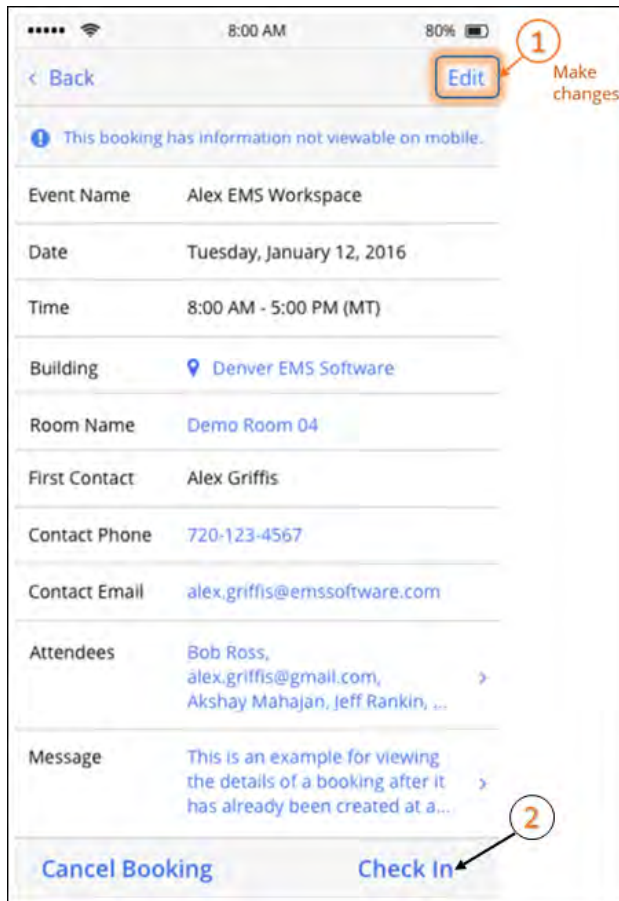 8:00 AM 80%
1
< Back Edit
Make
changes
This booking has information not viewable on mobile.
Event Name Alex EMS Workspace
Date Tuesday, January 12, 2016
Time 8:00 AM - 5:00 PM (MT)
Building Denver EMS Software
Room Name Demo Room 04
First Contact Alex Griffis
Contact Phone 720-123-4567
Contact Email alex.griffis@emssoftware.com
Attendees Bob Ross,
alex.griffis@gmail.com,
Akshay Mahajan, Jeff Rankin, ...
Message This is an example for viewing
the details of a booking after it
has already been created at a...
2
Cancel Booking Check In